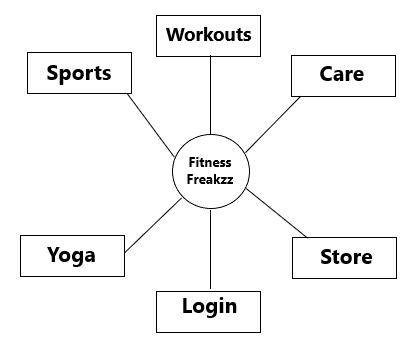 Workouts
Sports
Care
Fitness
Freakzz
Yoga
Store
Login